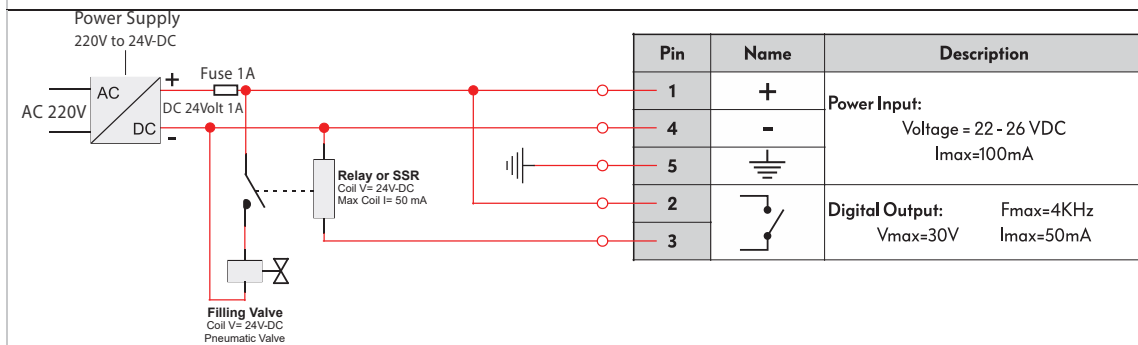 Power Supply
220V to 24V-DC
AC 220V
AC
DC
+
-
Fuse 1A
DC 24Volt 1A
Relay or SSR
Coil V= 24V-DC
Max Coil I= 50 mA
Filling Valve
Coil V= 24V-DC
Pneumatic Valve
Pin Name Description
1 +
4 -
5
Power Input:
Voltage = 22 - 26 VDC
Imax=100mA
2
3
Digital Output: Fmax=4KHz
Vmax=30V Imax=50mA